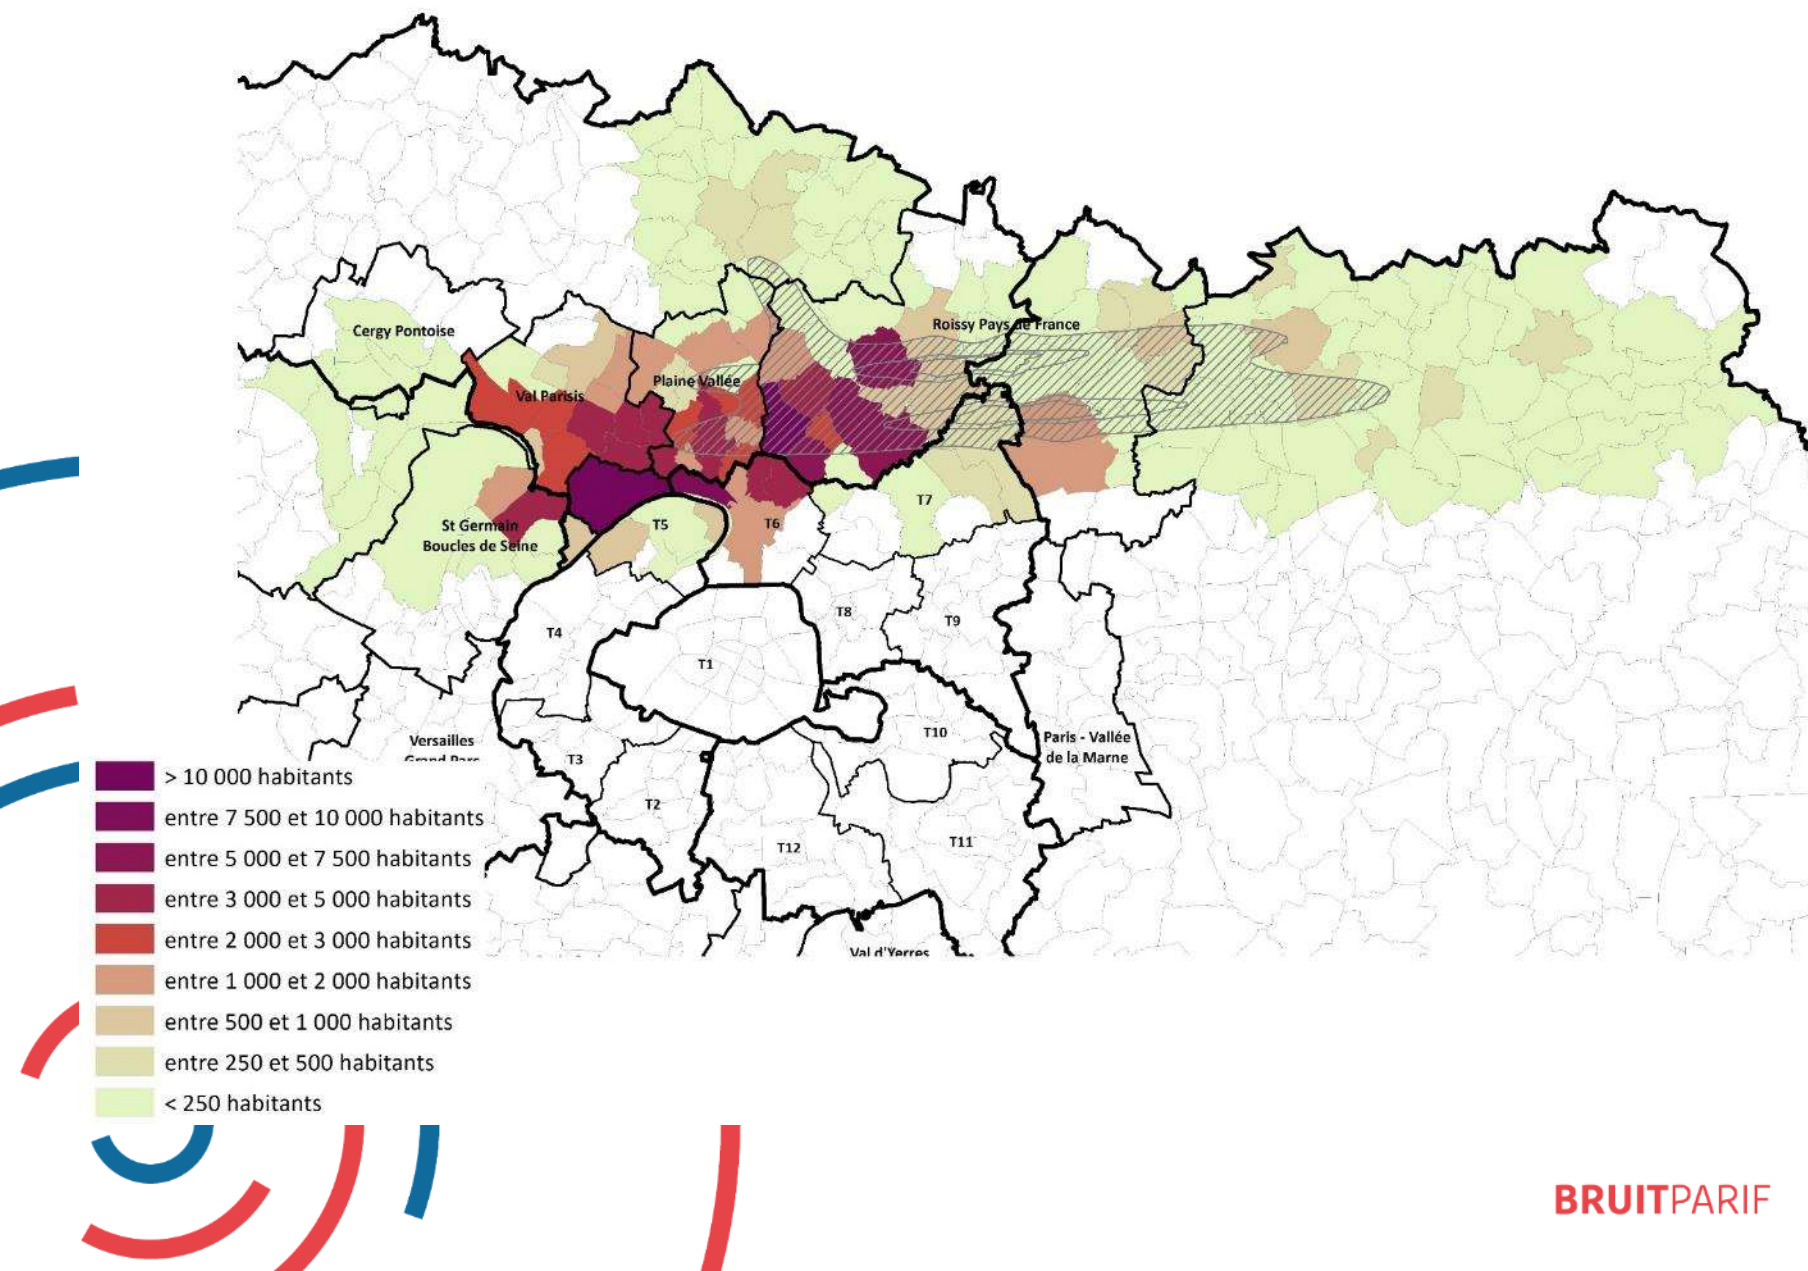 Cergy Pontoise
Roissy Pays de France
Plaine Vallée
Val Parisis
T7
St Germain
Boucles de Seine
T5
T6
T8
T9
T4
T1
T10
Paris - Vallée
de la Marne
Versailles
Grand Parc
T3
T2
T12
T11
Val d'Yerres
> 10 000 habitants
entre 7 500 et 10 000 habitants
entre 5 000 et 7 500 habitants
entre 3 000 et 5 000 habitants
entre 2 000 et 3 000 habitants
entre 1 000 et 2 000 habitants
entre 500 et 1 000 habitants
entre 250 et 500 habitants
< 250 habitants
BRUITPARIF